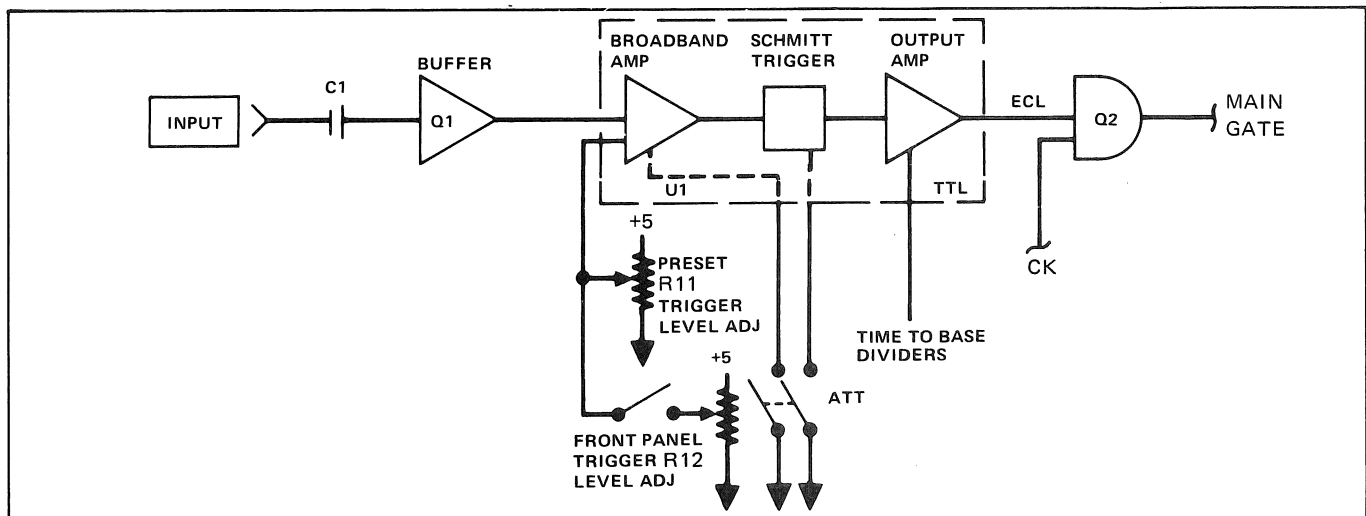 BROADBAND
AMP
SCHMITT
TRIGGER
OUTPUT
AMP
BUFFER
C1
INPUT
Q1
ECL
Q2
MAIN
GATE
U1
TTL
+5
CK
PRESET
R11
TRIGGER
LEVEL ADJ
TIME TO BASE
DIVIDERS
+5
ATT
FRONT PANEL
TRIGGER R12
LEVEL ADJ